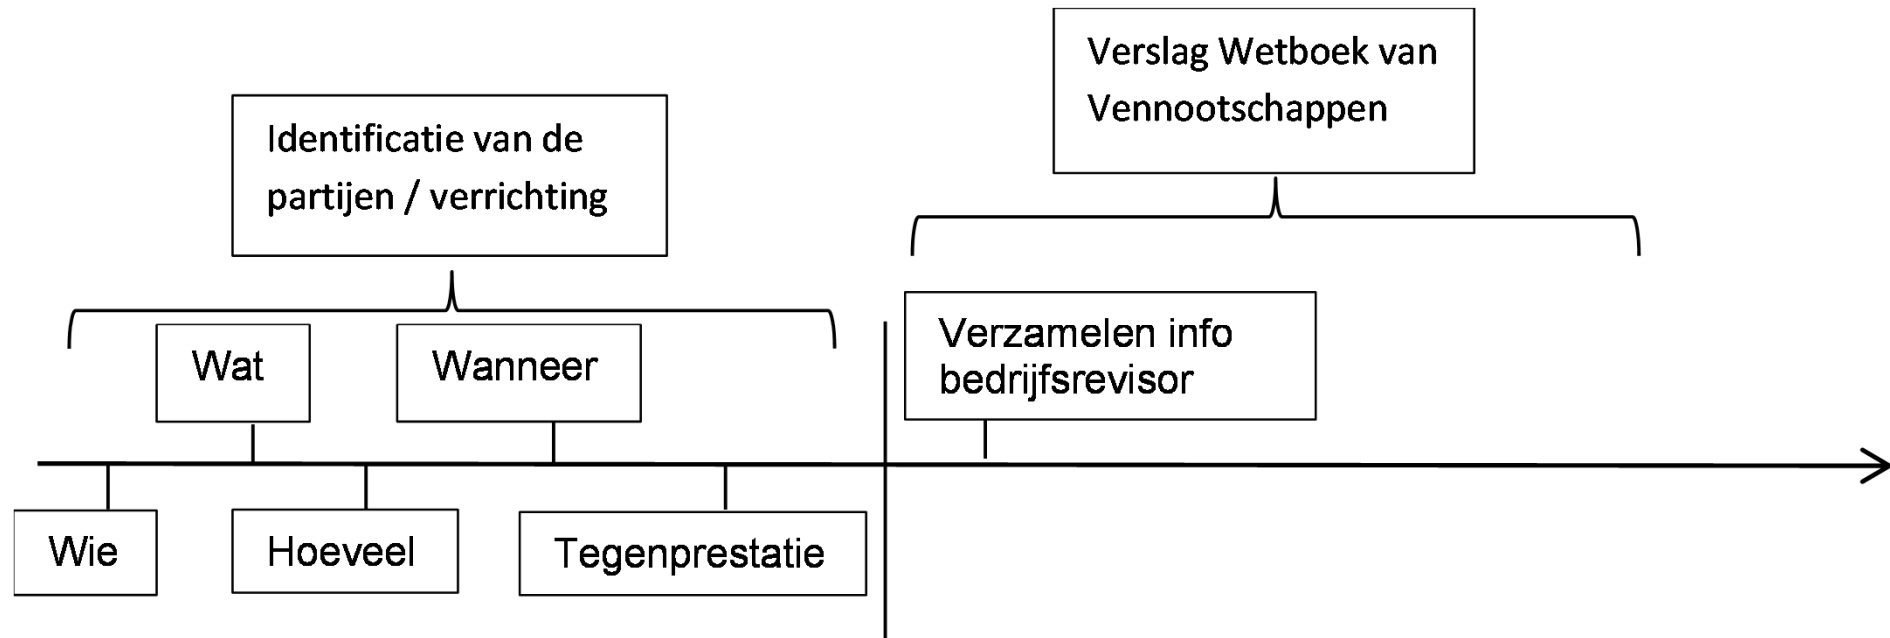 Verslag Wetboek van
Vennootschappen
Identificatie van de
partijen / verrichting
Verzamelen info
bedrijfsrevisor
Wat
Wanneer
Wie
Hoeveel
Tegenprestatie